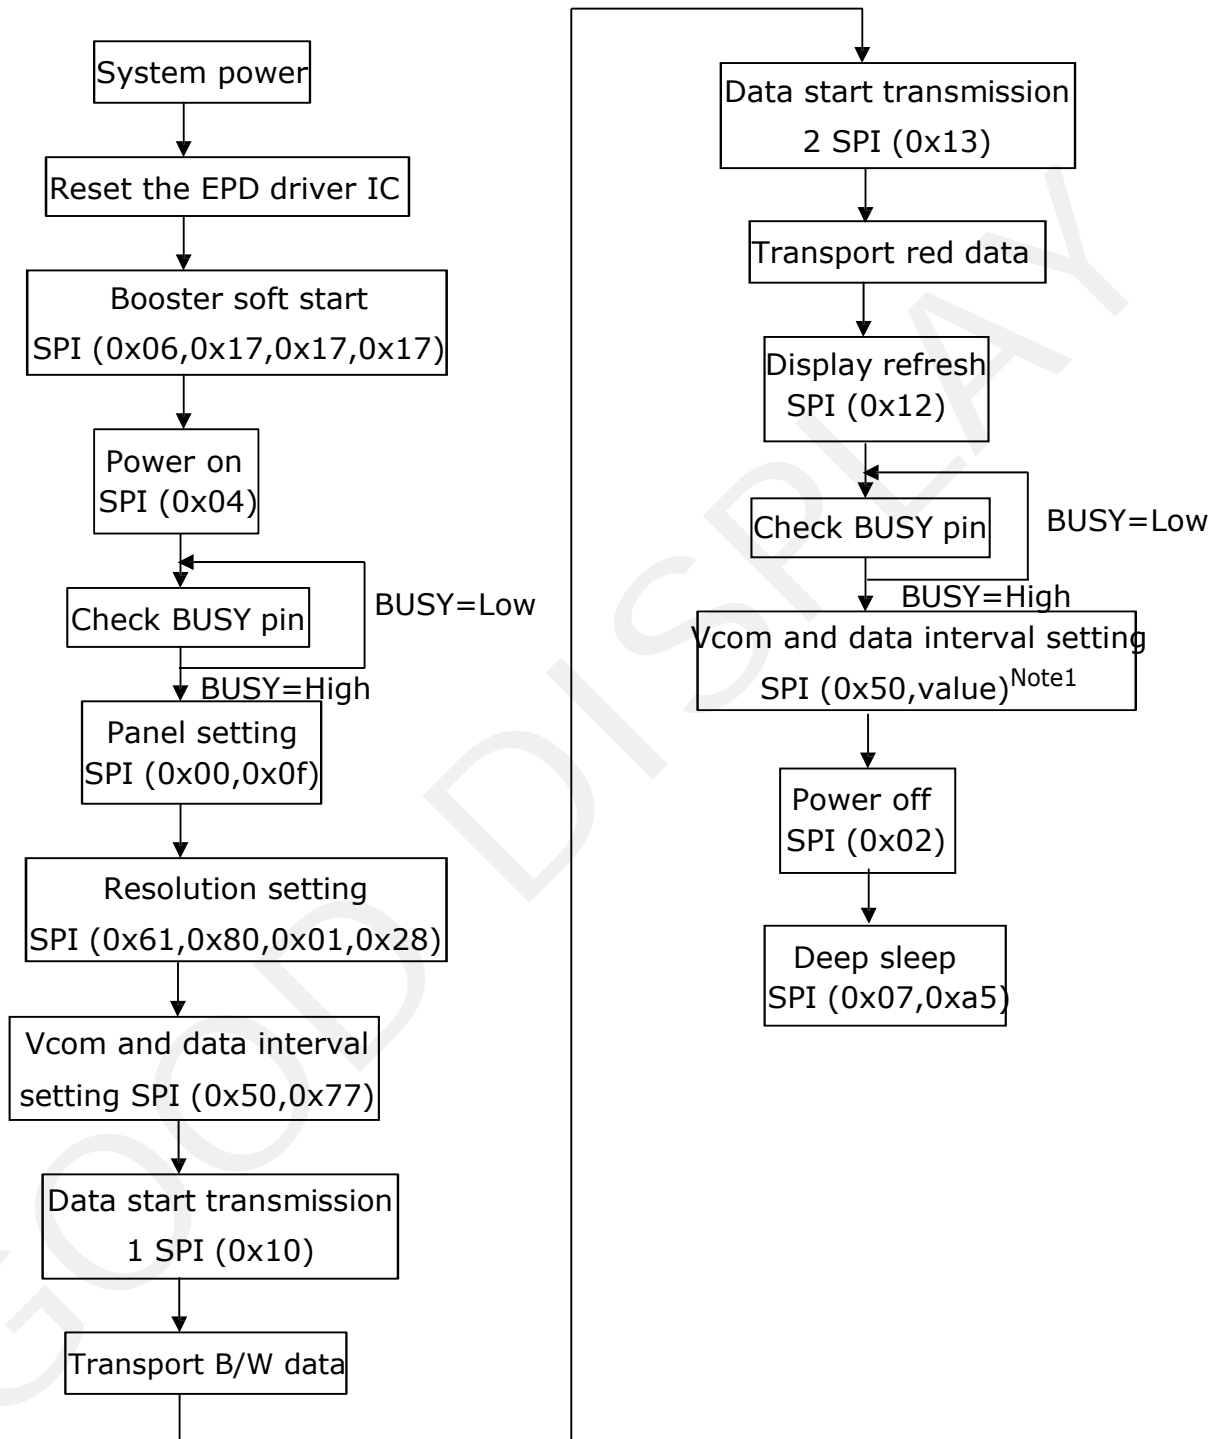 System power
Reset the EPD driver IC
Booster soft start
SPI (0x06,0x17,0x17,0x17)
Power on
SPI (0x04)
Check BUSY pin
BUSY=Low
BUSY=High
Panel setting
SPI (0x00,0x0f)
Resolution setting
SPI (0x61,0x80,0x01,0x28)
Vcom and data interval
setting SPI (0x50,0x77)
Data start transmission
1 SPI (0x10)
Transport B/W data
Data start transmission
2 SPI (0x13)
Transport red data
Display refresh
SPI (0x12)
Check BUSY pin
BUSY=Low
BUSY=High
Vcom and data interval setting
SPI (0x50,value)Note1
Power off
SPI (0x02)
Deep sleep
SPI (0x07,0xa5)
GOOD DISPLAY